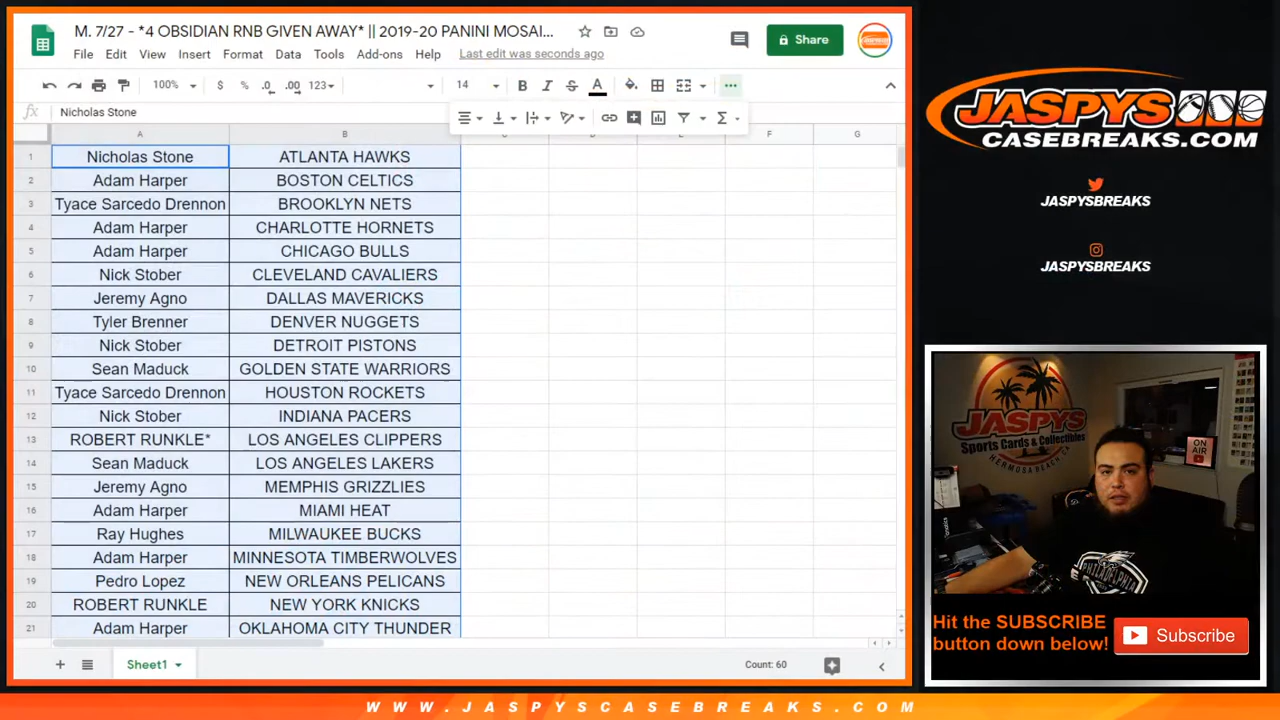 M. 7/27 - *4 OBSIDIAN RNB GIVEN AWAY* || 2019-20 PANINI MOSAI...
File Edit View Insert Format Data Tools Add-ons Help Last edit was seconds ago
Share
100% $ % .0 .00 123 14 B I S A
fx Nicholas Stone
A B C D E F G
1 Nicholas Stone ATLANTA HAWKS
2 Adam Harper BOSTON CELTICS
3 Tyace Sarcedo Drennon BROOKLYN NETS
4 Adam Harper CHARLOTTE HORNETS
5 Adam Harper CHICAGO BULLS
6 Nick Stober CLEVELAND CAVALIERS
7 Jeremy Agno DALLAS MAVERICKS
8 Tyler Brenner DENVER NUGGETS
9 Nick Stober DETROIT PISTONS
10 Sean Maduck GOLDEN STATE WARRIORS
11 Tyace Sarcedo Drennon HOUSTON ROCKETS
12 Nick Stober INDIANA PACERS
13 ROBERT RUNKLE* LOS ANGELES CLIPPERS
14 Sean Maduck LOS ANGELES LAKERS
15 Jeremy Agno MEMPHIS GRIZZLIES
16 Adam Harper MIAMI HEAT
17 Ray Hughes MILWAUKEE BUCKS
18 Adam Harper MINNESOTA TIMBERWOLVES
19 Pedro Lopez NEW ORLEANS PELICANS
20 ROBERT RUNKLE NEW YORK KNICKS
21 Adam Harper OKLAHOMA CITY THUNDER
Sheet1
Count: 60
JASPYS
CASEBREAKS.COM
JASPYSBREAKS
JASPYSBREAKS
JASPYS
Sports Cards & Collectibles
HERMOSA BEACH, CA
ON AIR
PHILADELPHIA
Hit the SUBSCRIBE
button down below!
Subscribe
WWW.JASPYSCASEBREAKS.COM